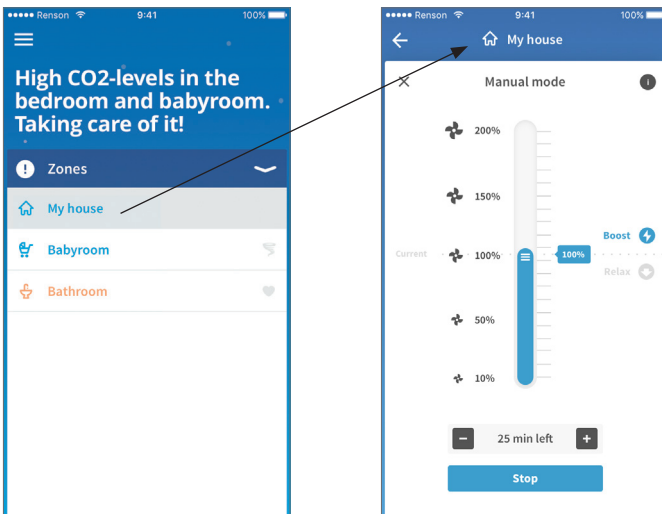 Renson 9:41 100%
High CO2-levels in the
bedroom and babyroom.
Taking care of it!
! Zones
My house
Babyroom
Bathroom
Renson 9:41 100%
My house
Manual mode i
200%
150%
Boost
Current 100% 100%
Relax
50%
10%
- 25 min left +
Stop